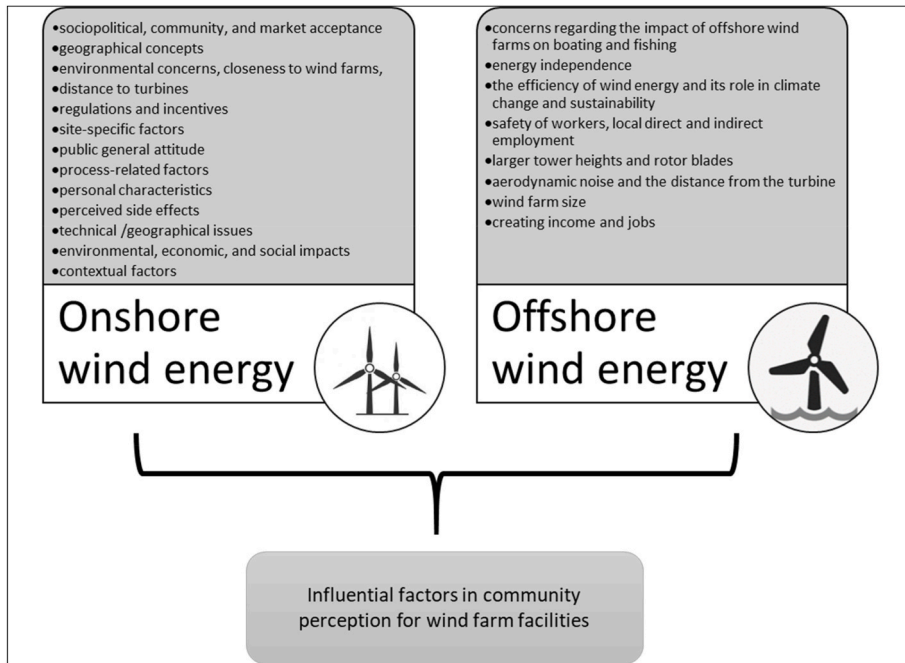 •sociopolitical, community, and market acceptance
•geographical concepts
•environmental concerns, closeness to wind farms,
•distance to turbines
•regulations and incentives
•site-specific factors
•public general attitude
•process-related factors
•personal characteristics
•perceived side effects
•technical /geographical issues
•environmental, economic, and social impacts
•contextual factors
Onshore
wind energy
•concerns regarding the impact of offshore wind
farms on boating and fishing
•energy independence
•the efficiency of wind energy and its role in climate
change and sustainability
•safety of workers, local direct and indirect
employment
•larger tower heights and rotor blades
•aerodynamic noise and the distance from the turbine
•wind farm size
•creating income and jobs
Offshore
wind energy
Influential factors in community
perception for wind farm facilities